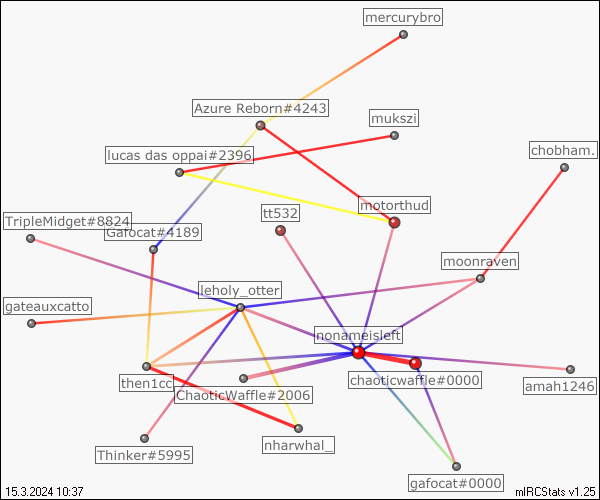 mercurybro
Azure Reborn#4243
mukszi
lucas das oppai#2396
chobham.
motorthud
tt532
TripleMidget#8824
Gafocat#4189
moonraven
leholy_otter
gateauxcatto
nonameisleft
then1cc
chaoticwaffle#0000
ChaoticWaffle#2006
amah1246
nharwhal_
Thinker#5995
gafocat#0000
15.3.2024 10:37
mIRCStats v1.25